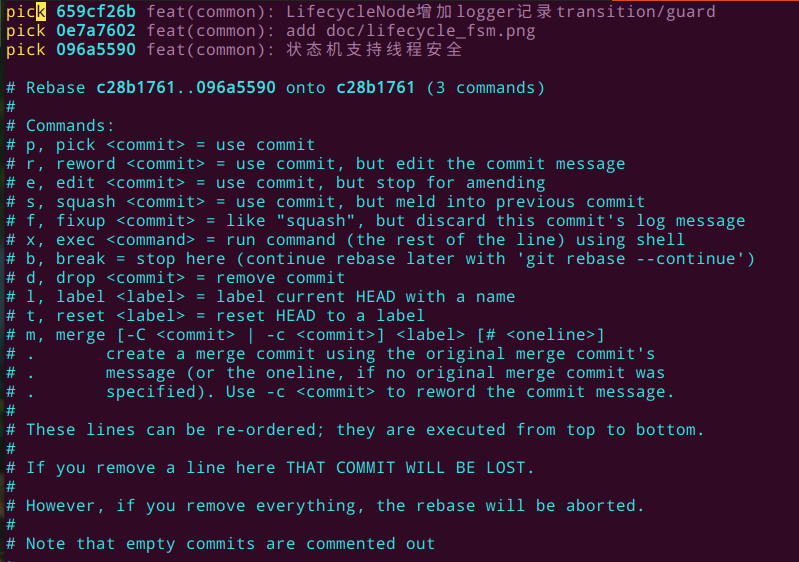 pick 659cf26b feat(common): LifecycleNode增加logger记录transition/guard
pick 0e7a7602 feat(common): add doc/lifecycle_fsm.png
pick 096a5590 feat(common): 状态机支持线程安全

# Rebase c28b1761..096a5590 onto c28b1761 (3 commands)
#
# Commands:
# p, pick <commit> = use commit
# r, reword <commit> = use commit, but edit the commit message
# e, edit <commit> = use commit, but stop for amending
# s, squash <commit> = use commit, but meld into previous commit
# f, fixup <commit> = like "squash", but discard this commit's log message
# x, exec <command> = run command (the rest of the line) using shell
# b, break = stop here (continue rebase later with 'git rebase --continue')
# d, drop <commit> = remove commit
# l, label <label> = label current HEAD with a name
# t, reset <label> = reset HEAD to a label
# m, merge [-C <commit> | -c <commit>] <label> [# <oneline>]
# .       create a merge commit using the original merge commit's
# .       message (or the oneline, if no original merge commit was
# .       specified). Use -c <commit> to reword the commit message.
#
# These lines can be re-ordered; they are executed from top to bottom.
#
# If you remove a line here THAT COMMIT WILL BE LOST.
#
# However, if you remove everything, the rebase will be aborted.
#
# Note that empty commits are commented out